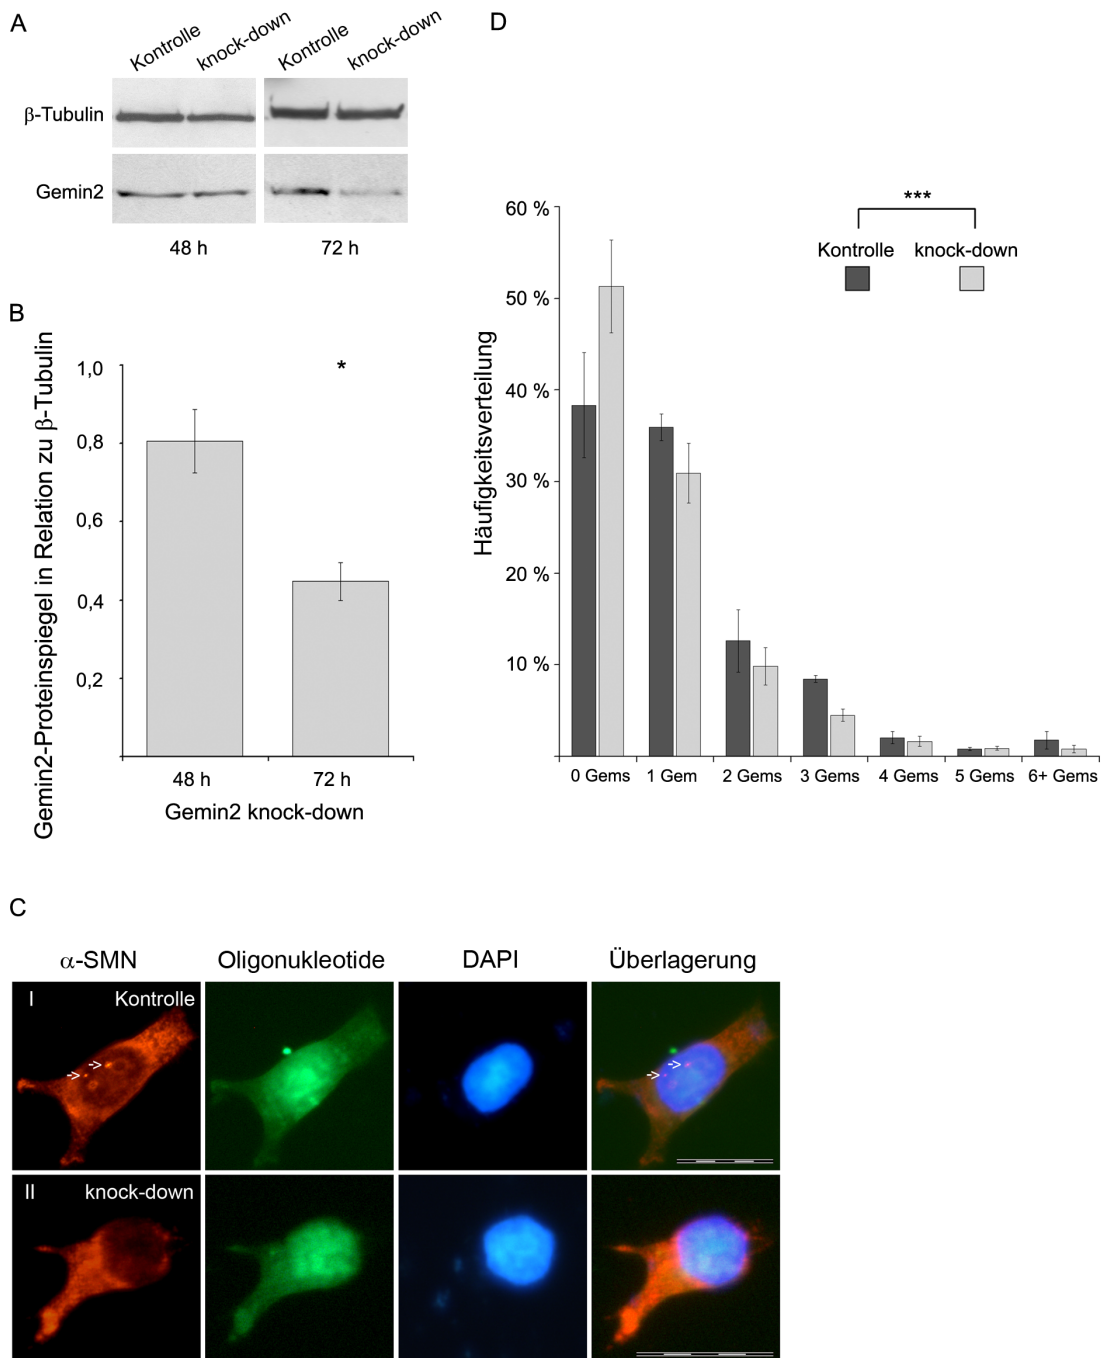 A
Kontrolle
knock-down
Kontrolle
knock-down
β-Tubulin
Gemin2
48 h
72 h
B
Gemin2-Proteinspiegel in Relation zu β-Tubulin
1,0
0,8
0,6
0,4
0,2
*
48 h
72 h
Gemin2 knock-down
D
Häufigkeitsverteilung
60 %
50 %
40 %
30 %
20 %
10 %
***
Kontrolle
knock-down
0 Gems
1 Gem
2 Gems
3 Gems
4 Gems
5 Gems
6+ Gems
C
α-SMN
Oligonukleotide
DAPI
Überlagerung
I
Kontrolle
II
knock-down